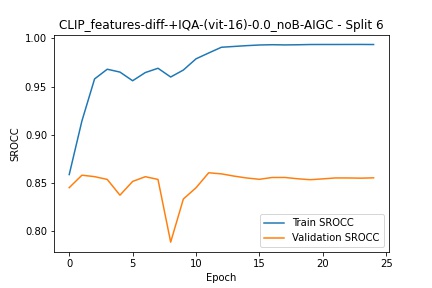 CLIP_features-diff-+IQA-(vit-16)-0.0_noB-AIGC - Split 6
1.00
0.95
0.90
0.85
0.80
SROCC
Train SROCC
Validation SROCC
0 5 10 15 20 25
Epoch